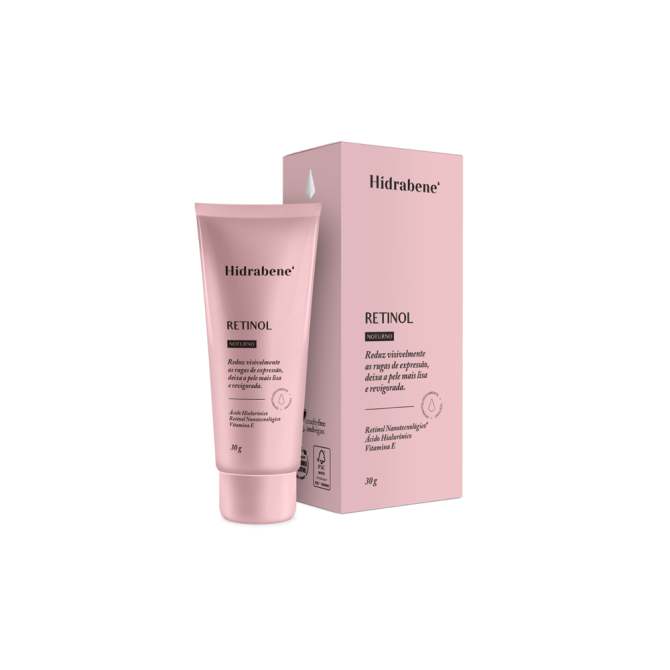 Hidrabene
RETINOL
NOTURNO
Reduz visivelmente
as rugas de expressão,
deixa a pele mais lisa
e revigorada.
Ácido Hialurônico
Retinol Nanotecnológico
Vitamina E
30 g
Hidrabene
RETINOL
NOTURNO
Reduz visivelmente
as rugas de expressão,
deixa a pele mais lisa
e revigorada.
Retinol Nanotecnológico*
Ácido Hialurônico
Vitamina E
30 g
FSC